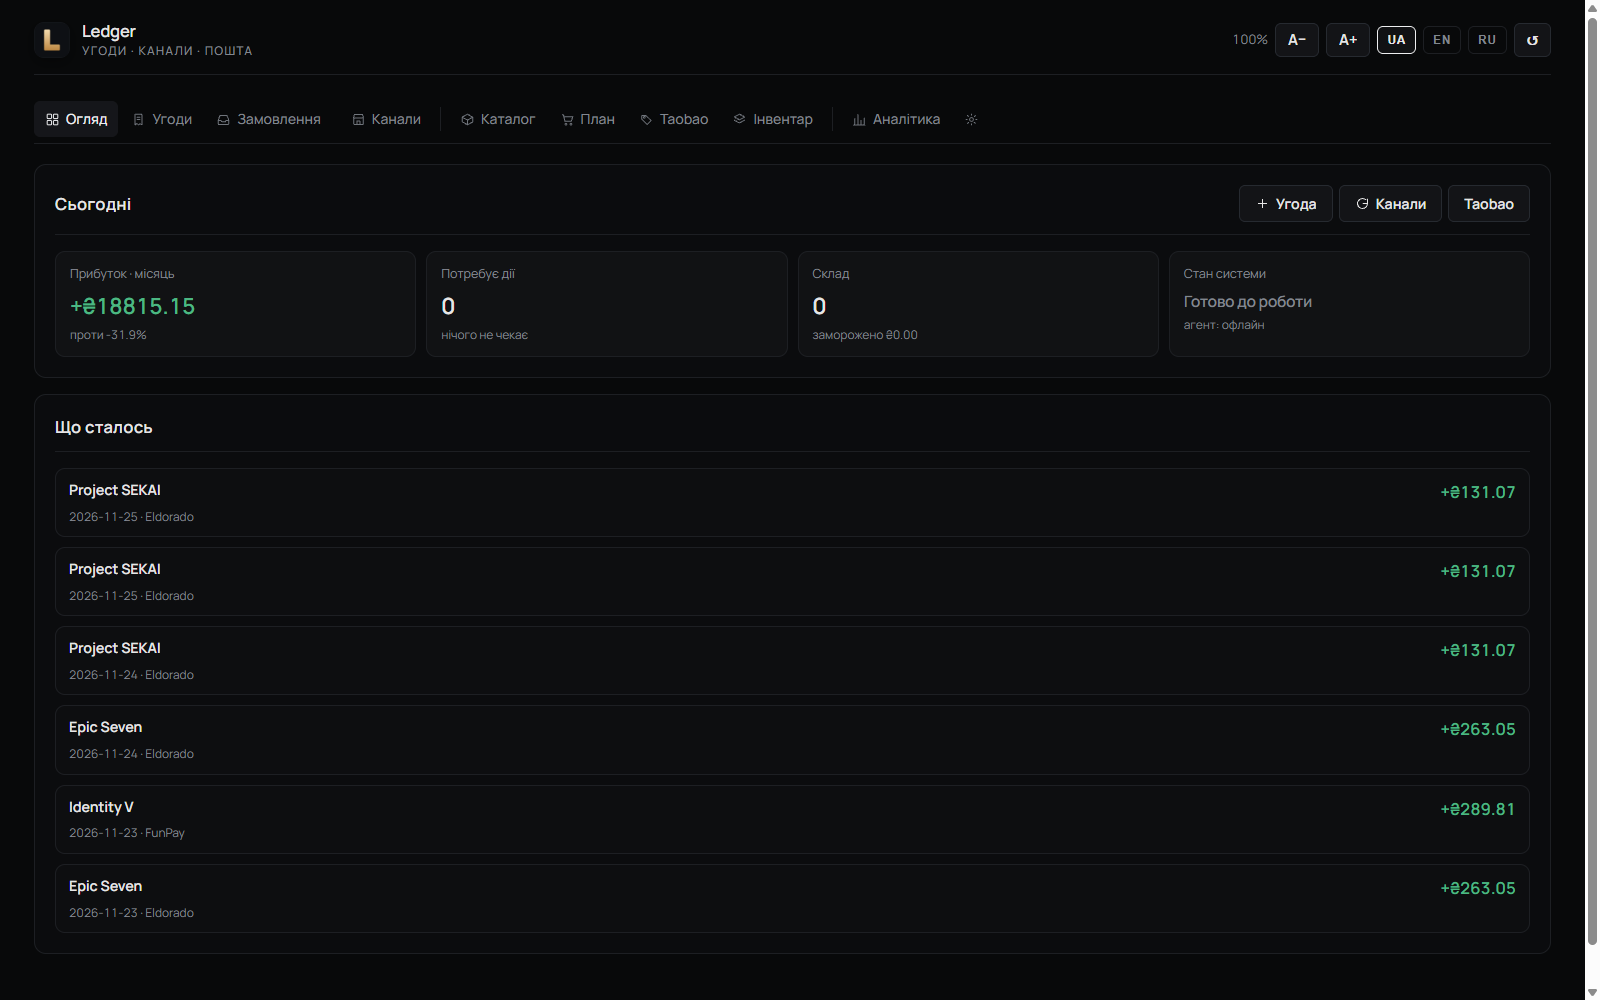 Ledger
УГОДИ · КАНАЛИ · ПОШТА
100% A− A+ UA EN RU ↺
Огляд Угоди Замовлення Канали Каталог План Taobao Інвентар Аналітика
Сьогодні
+ Угода Канали Taobao
Прибуток · місяць
+₴18815.15
проти -31.9%
Потребує дії
0
нічого не чекає
Склад
0
заморожено ₴0.00
Стан системи
Готово до роботи
агент: офлайн
Що сталось
Project SEKAI
+₴131.07
2026-11-25 · Eldorado
Project SEKAI
+₴131.07
2026-11-25 · Eldorado
Project SEKAI
+₴131.07
2026-11-24 · Eldorado
Epic Seven
+₴263.05
2026-11-24 · Eldorado
Identity V
+₴289.81
2026-11-23 · FunPay
Epic Seven
+₴263.05
2026-11-23 · Eldorado